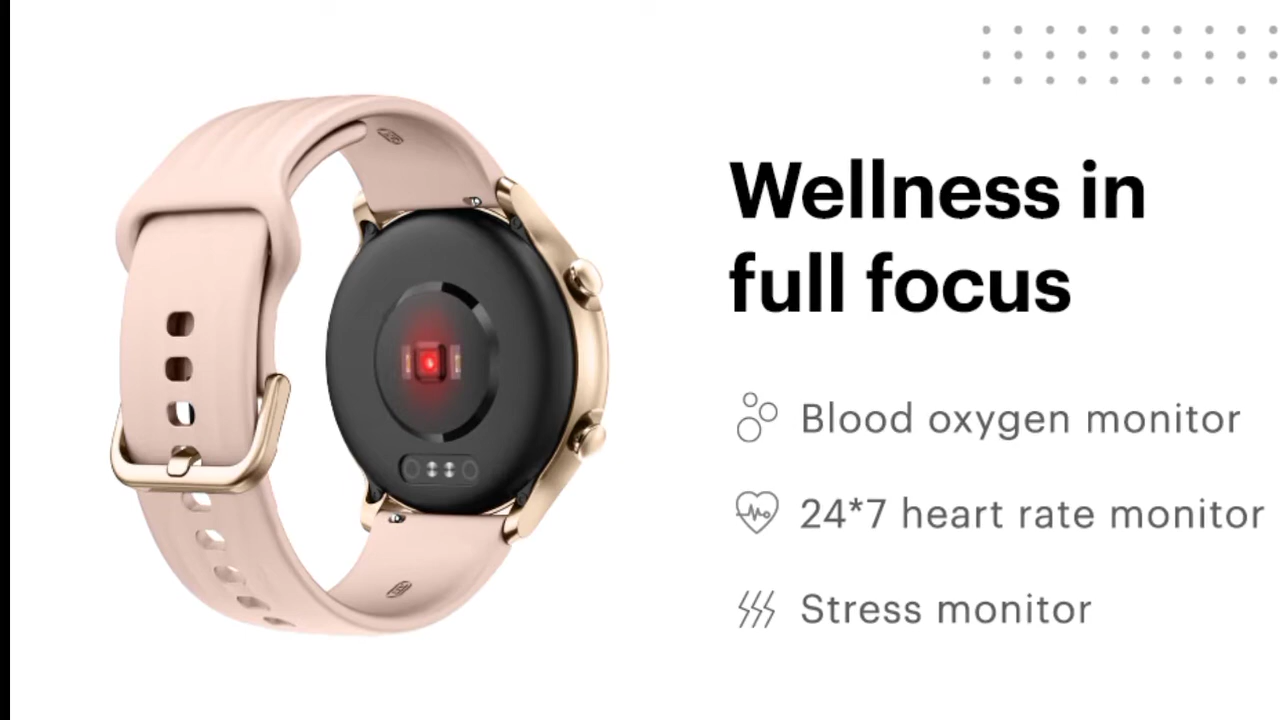 Wellness in
full focus
Blood oxygen monitor
24*7 heart rate monitor
Stress monitor